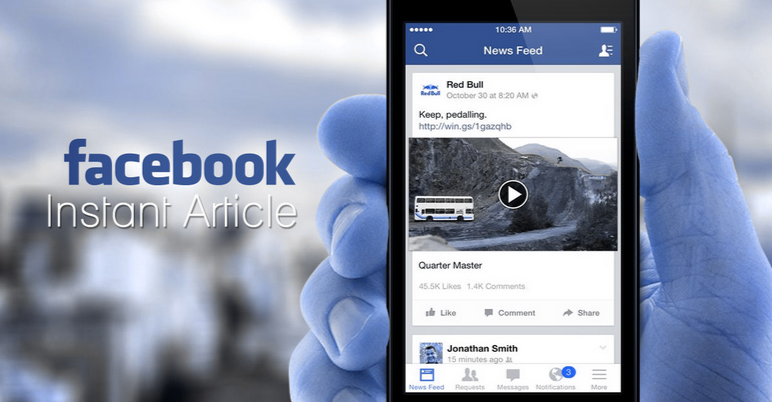 facebook
Instant Article
10:36 AM
News Feed
Red Bull
Red Bull
October 30 at 8:20 AM
Keep, pedalling.
http://win.gs/1gazqhb
Quarter Master
45.5K Likes 1.4K Comments
Like Comment Share
Jonathan Smith
15 minutes ago
3
News Feed Requests Messages Notifications More